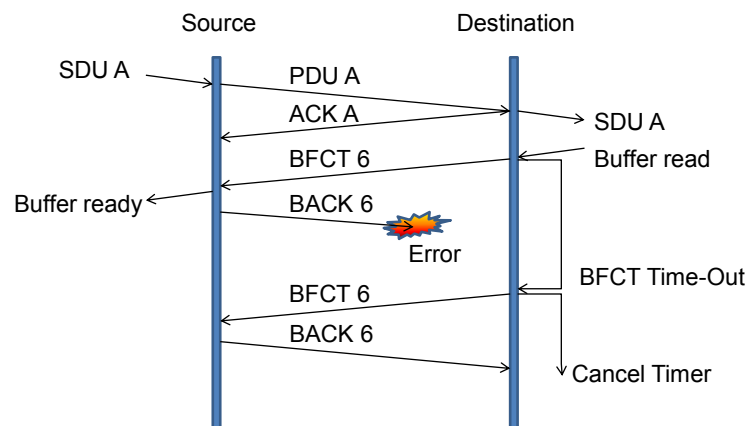 Source
Destination
SDU A
PDU A
ACK A
SDU A
BFCT 6
Buffer read
Buffer ready
BACK 6
Error
BFCT Time-Out
BFCT 6
BACK 6
Cancel Timer